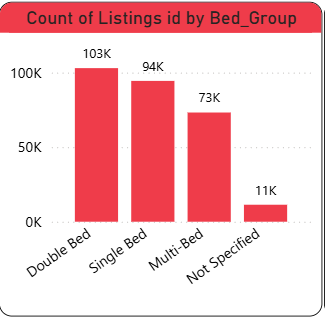 Count of Listings id by Bed_Group
103K
94K
73K
11K
100K
50K
0K
Double Bed
Single Bed
Multi-Bed
Not Specified